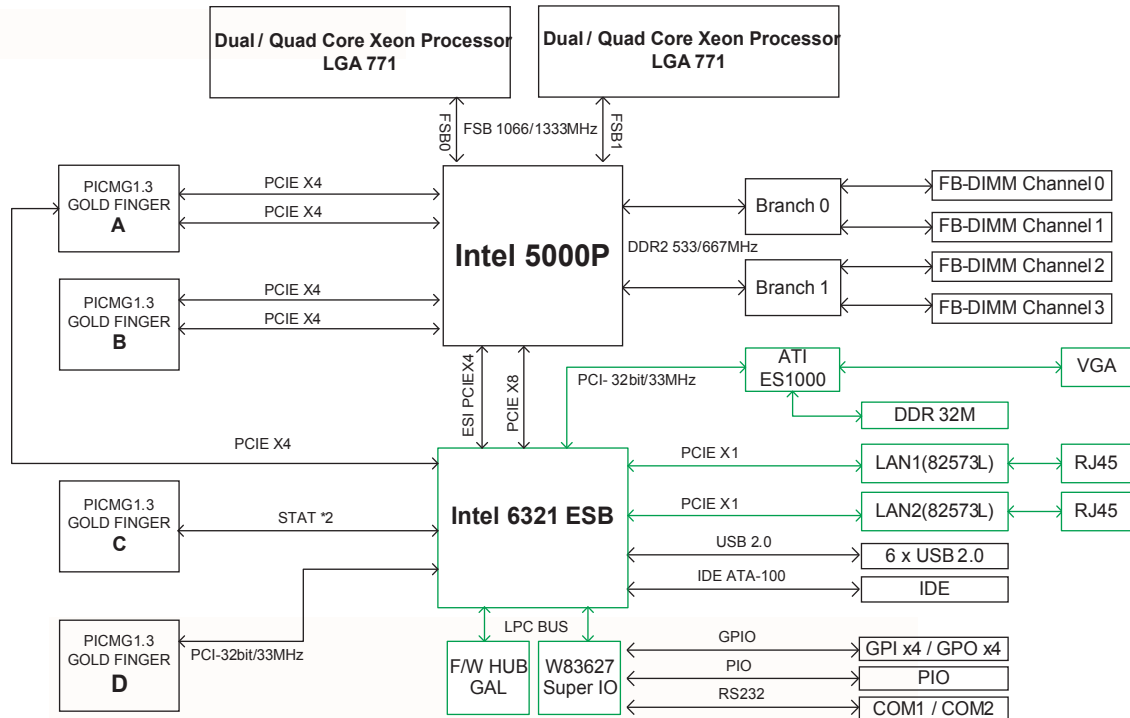 Dual / Quad Core Xeon Processor
LGA 771
Dual / Quad Core Xeon Processor
LGA 771
FSB0
FSB 1066/1333MHz
FSB1
PICMG1.3
GOLD FINGER
A
PCIE X4
PCIE X4
Intel 5000P
Branch 0
FB-DIMM Channel 0
FB-DIMM Channel 1
DDR2 533/667MHz
PICMG1.3
GOLD FINGER
B
PCIE X4
PCIE X4
Branch 1
FB-DIMM Channel 2
FB-DIMM Channel 3
ESI PCIEX4
PCIE X8
PCI- 32bit/33MHz
ATI
ES1000
VGA
DDR 32M
PCIE X4
Intel 6321 ESB
PCIE X1
LAN1(82573L)
RJ45
PICMG1.3
GOLD FINGER
C
STAT *2
PCIE X1
LAN2(82573L)
RJ45
USB 2.0
6 x USB 2.0
IDE ATA-100
IDE
PICMG1.3
GOLD FINGER
D
PCI-32bit/33MHz
LPC BUS
F/W HUB
GAL
W83627
Super IO
GPIO
GPI x4 / GPO x4
PIO
PIO
RS232
COM1 / COM2